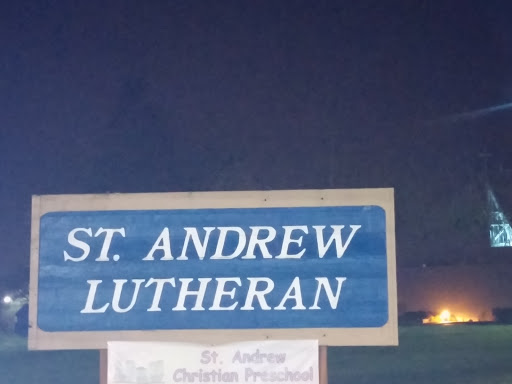 ST. ANDREW
LUTHERAN
St. Andrew
Christian Preschool